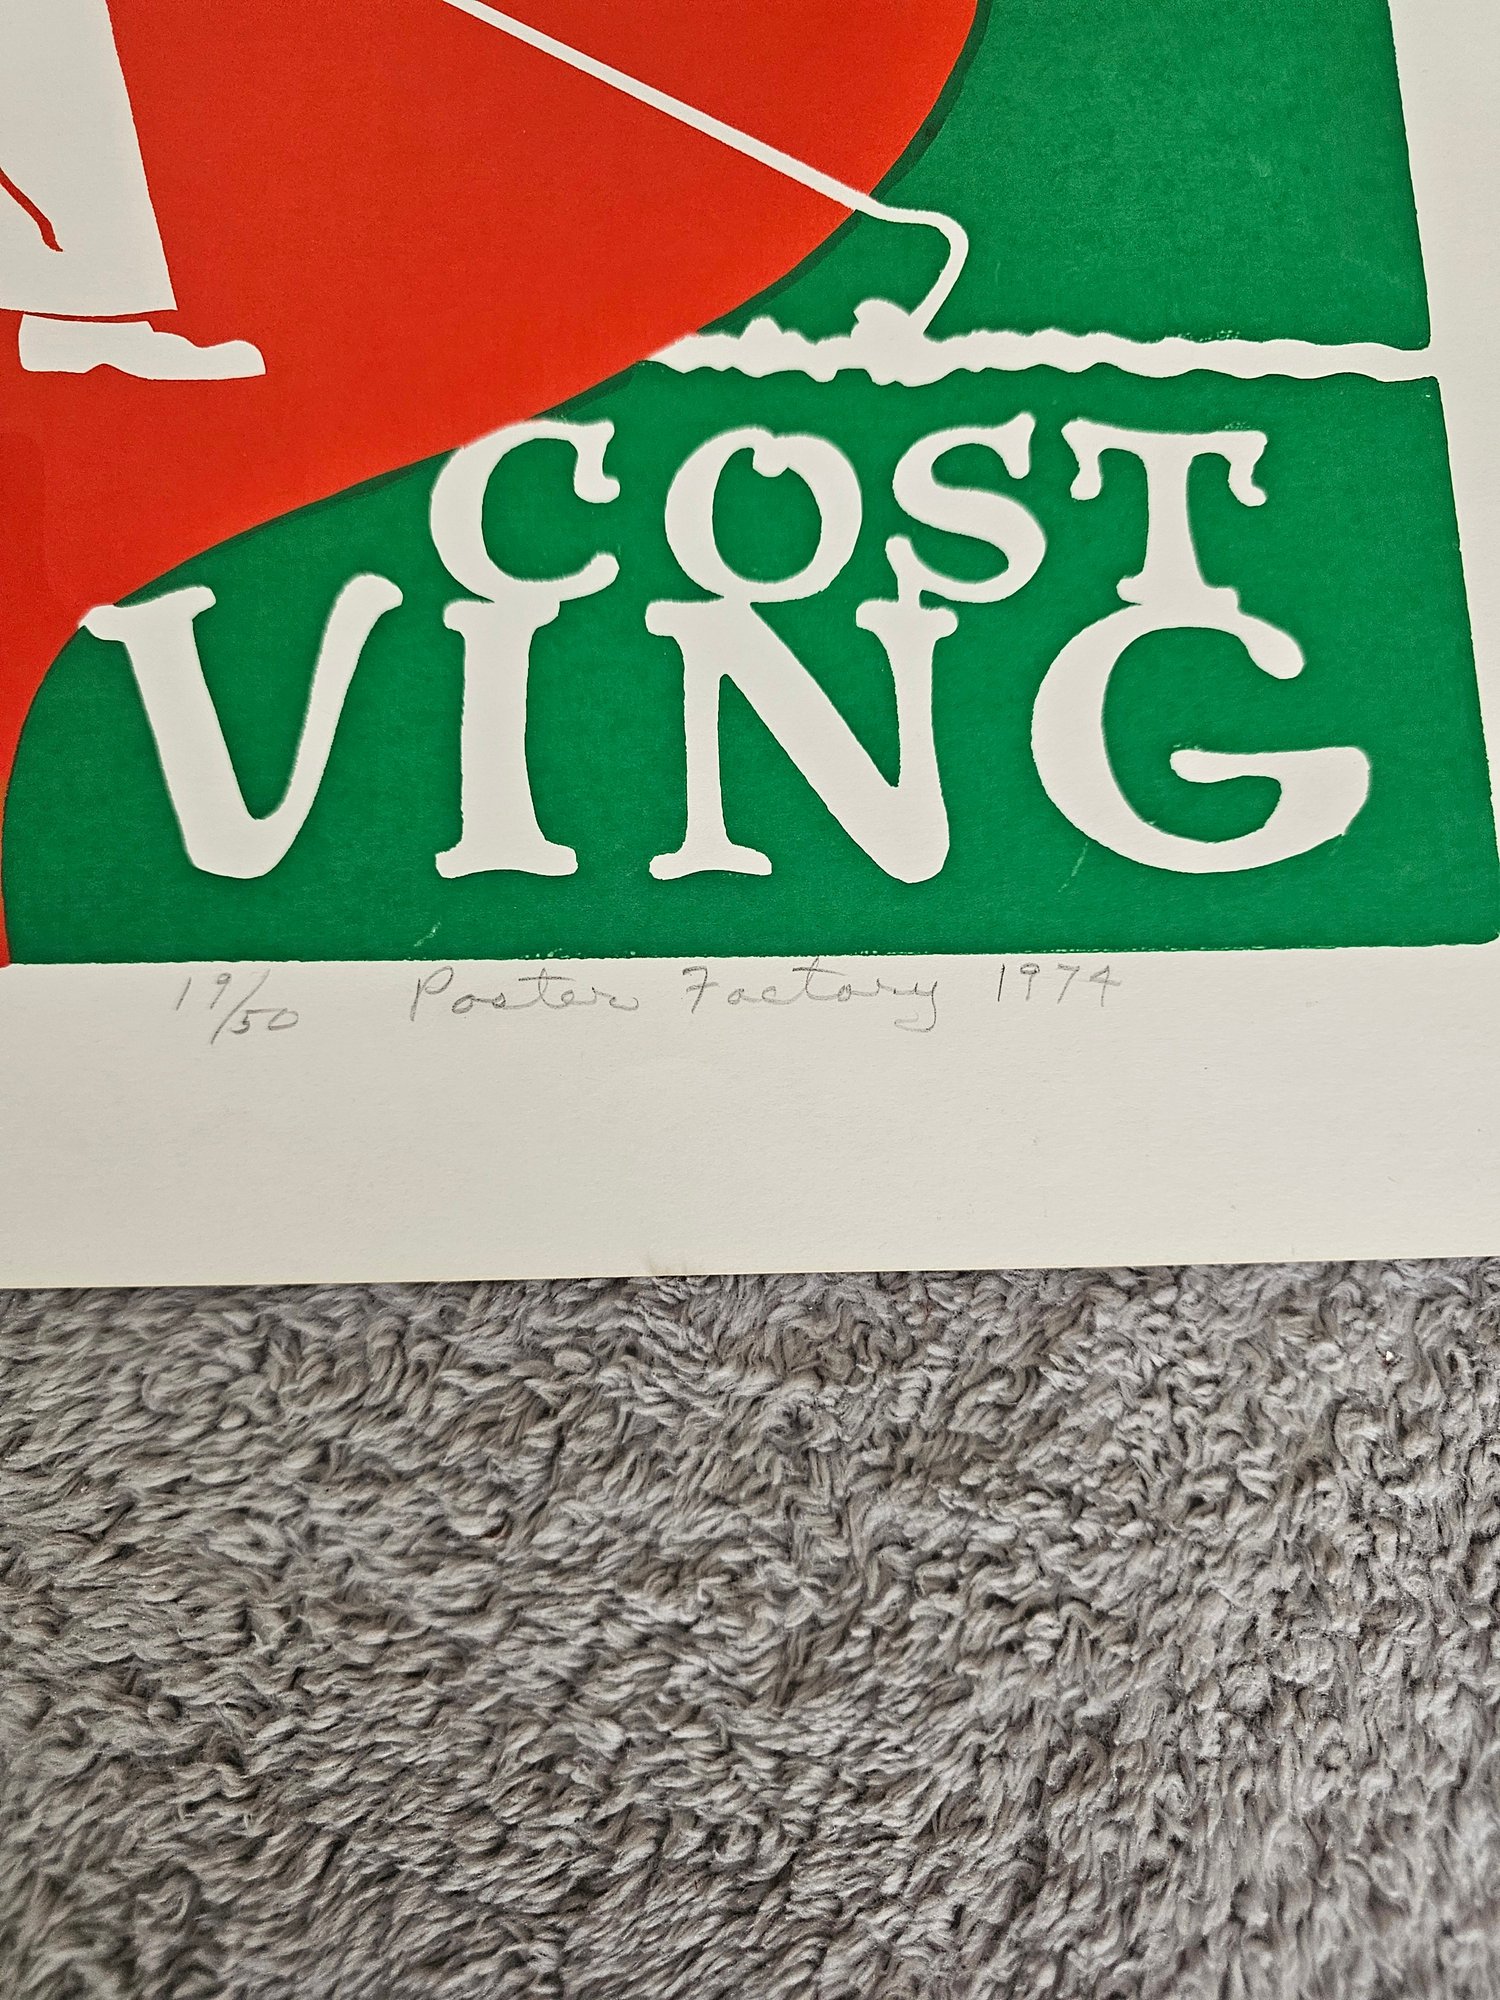 COST
VING
19/50 Poster Factory 1974